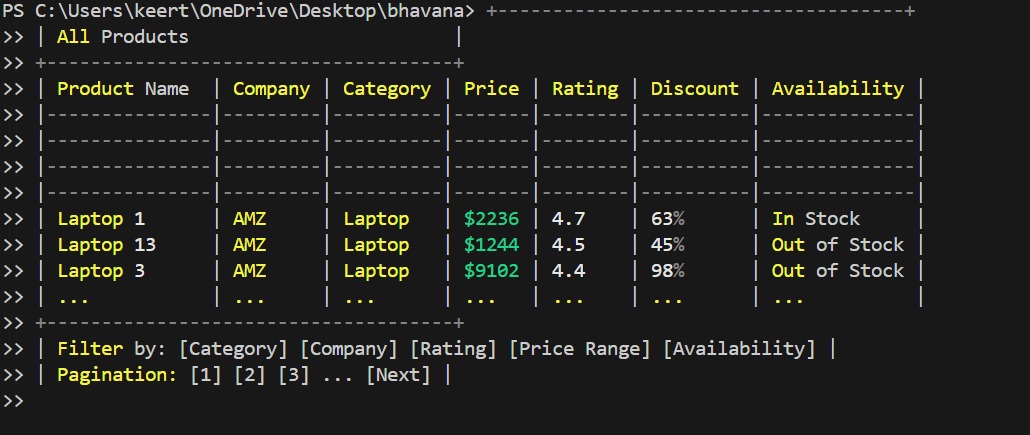 PS C:\Users\keert\OneDrive\Desktop\bhavana> +--------------------------------------+
>> | All Products                        |
>> +-------------------------------------+
>> | Product Name  | Company | Category | Price | Rating | Discount | Availability |
>> |---------------|---------|----------|-------|--------|----------|--------------|
>> |---------------|---------|----------|-------|--------|----------|--------------|
>> |---------------|---------|----------|-------|--------|----------|--------------|
>> |---------------|---------|----------|-------|--------|----------|--------------|
>> | Laptop 1      | AMZ     | Laptop   | $2236 | 4.7    | 63%      | In Stock     |
>> | Laptop 13     | AMZ     | Laptop   | $1244 | 4.5    | 45%      | Out of Stock |
>> | Laptop 3      | AMZ     | Laptop   | $9102 | 4.4    | 98%      | Out of Stock |
>> | ...           | ...     | ...      | ...   | ...    | ...      | ...          |
>> +-------------------------------------+
>> | Filter by: [Category] [Company] [Rating] [Price Range] [Availability] |
>> | Pagination: [1] [2] [3] ... [Next] |
>>